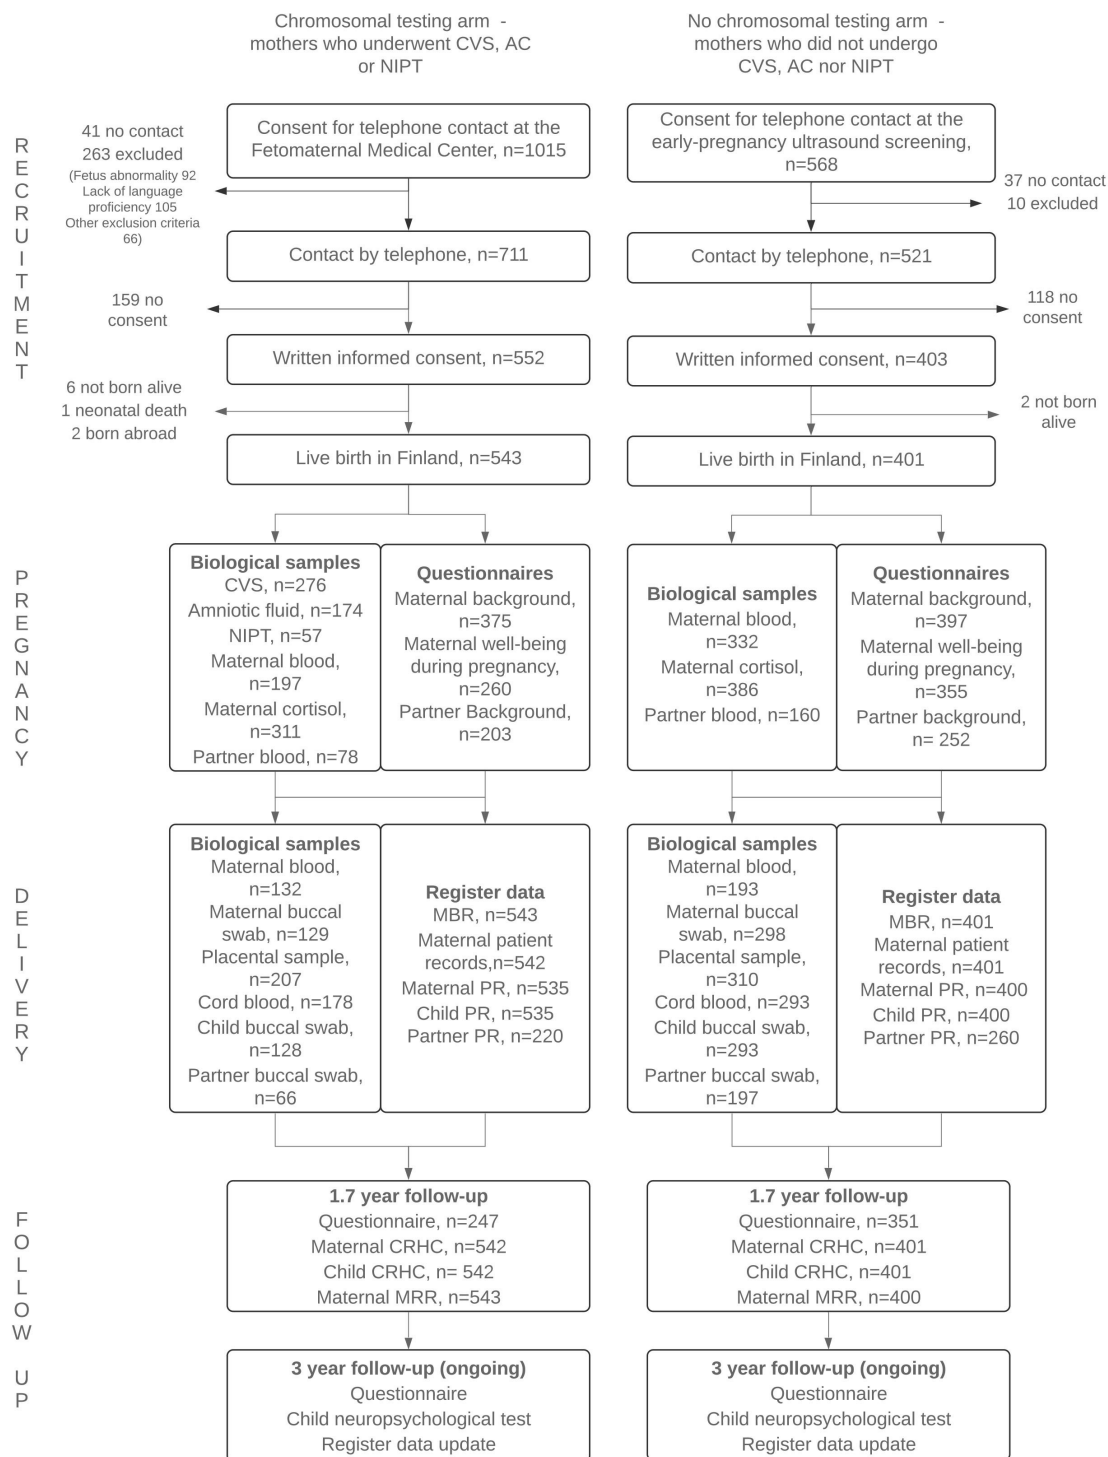 Chromosomal testing arm -
mothers who underwent CVS, AC
or NIPT
No chromosomal testing arm -
mothers who did not undergo
CVS, AC nor NIPT
RECRUITMENT
41 no contact
263 excluded
(Fetus abnormality 92
Lack of language
proficiency 105
Other exclusion criteria
66)
Consent for telephone contact at the
Fetomaternal Medical Center, n=1015
Consent for telephone contact at the
early-pregnancy ultrasound screening,
n=568
37 no contact
10 excluded
Contact by telephone, n=711
Contact by telephone, n=521
159 no
consent
118 no
consent
Written informed consent, n=552
Written informed consent, n=403
6 not born alive
1 neonatal death
2 born abroad
2 not born
alive
Live birth in Finland, n=543
Live birth in Finland, n=401
PREGNANCY
Biological samples
CVS, n=276
Amniotic fluid, n=174
NIPT, n=57
Maternal blood,
n=197
Maternal cortisol,
n=311
Partner blood, n=78
Questionnaires
Maternal background,
n=375
Maternal well-being
during pregnancy,
n=260
Partner Background,
n=203
Biological samples
Maternal blood,
n=332
Maternal cortisol,
n=386
Partner blood, n=160
Questionnaires
Maternal background,
n=397
Maternal well-being
during pregnancy,
n=355
Partner background,
n= 252
DELIVERY
Biological samples
Maternal blood,
n=132
Maternal buccal
swab, n=129
Placental sample,
n=207
Cord blood, n=178
Child buccal swab,
n=128
Partner buccal swab,
n=66
Register data
MBR, n=543
Maternal patient
records,n=542
Maternal PR, n=535
Child PR, n=535
Partner PR, n=220
Biological samples
Maternal blood,
n=193
Maternal buccal
swab, n=298
Placental sample,
n=310
Cord blood, n=293
Child buccal swab,
n=293
Partner buccal swab,
n=197
Register data
MBR, n=401
Maternal patient
records, n=401
Maternal PR, n=400
Child PR, n=400
Partner PR, n=260
FOLLOW UP
1.7 year follow-up
Questionnaire, n=247
Maternal CRHC, n=542
Child CRHC, n= 542
Maternal MRR, n=543
1.7 year follow-up
Questionnaire, n=351
Maternal CRHC, n=401
Child CRHC, n=401
Maternal MRR, n=400
3 year follow-up (ongoing)
Questionnaire
Child neuropsychological test
Register data update
3 year follow-up (ongoing)
Questionnaire
Child neuropsychological test
Register data update